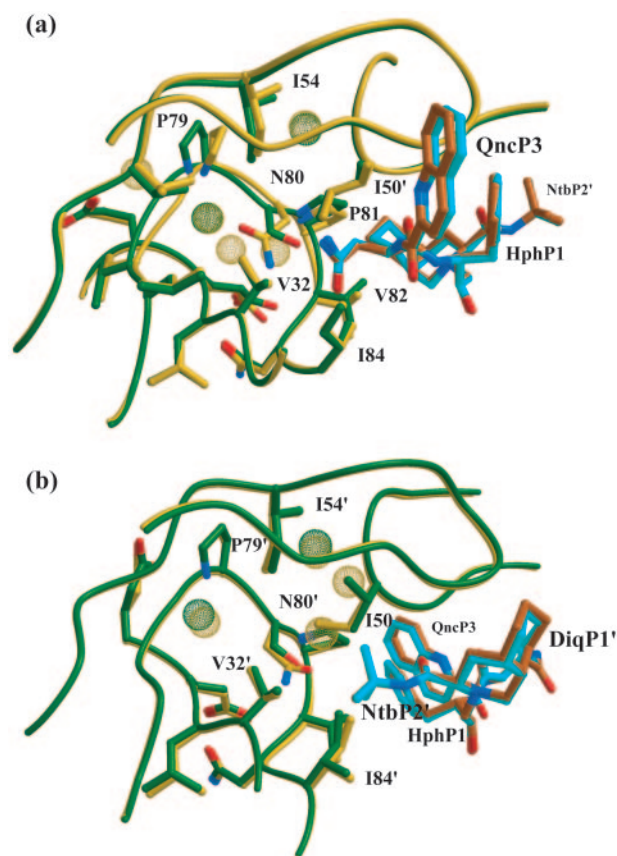 (a)
I54
P79
QncP3
N80
I50'
NtbP2'
P81
HphP1
V32
V82
I84
(b)
I54'
P79'
N80'
I50
QncP3
DiqP1'
V32'
NtbP2'
HphP1
I84'